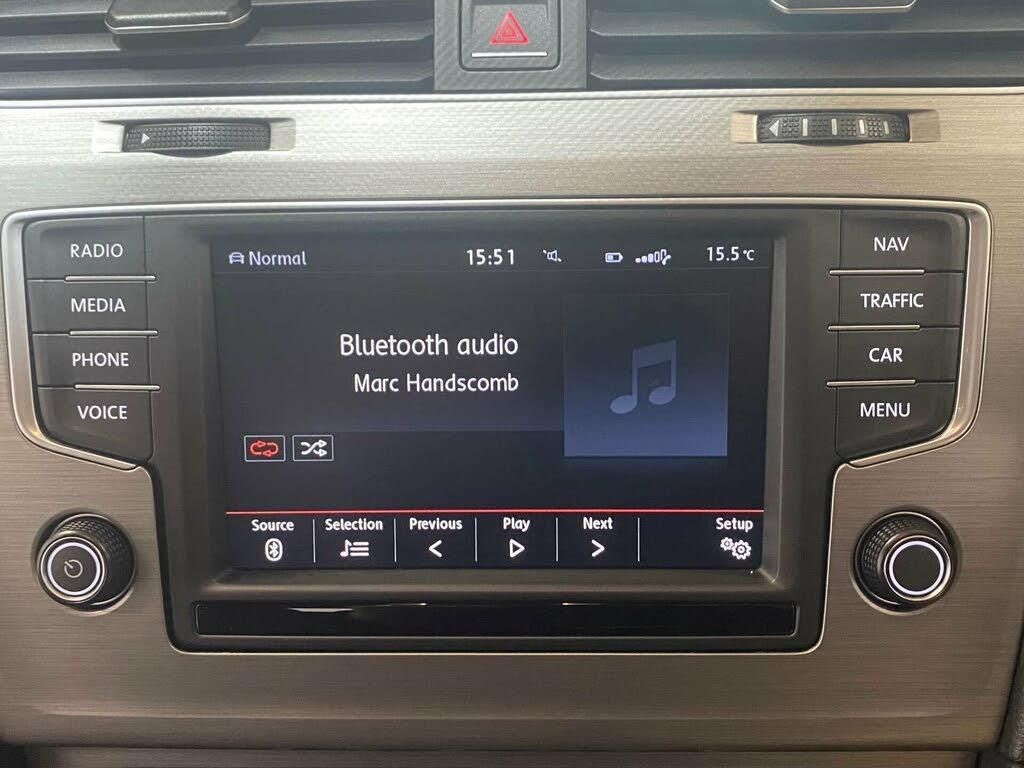 RADIO
MEDIA
PHONE
VOICE
Normal
15:51
15.5°C
Bluetooth audio
Marc Handscomb
Source
Selection
Previous
Play
Next
Setup
NAV
TRAFFIC
CAR
MENU